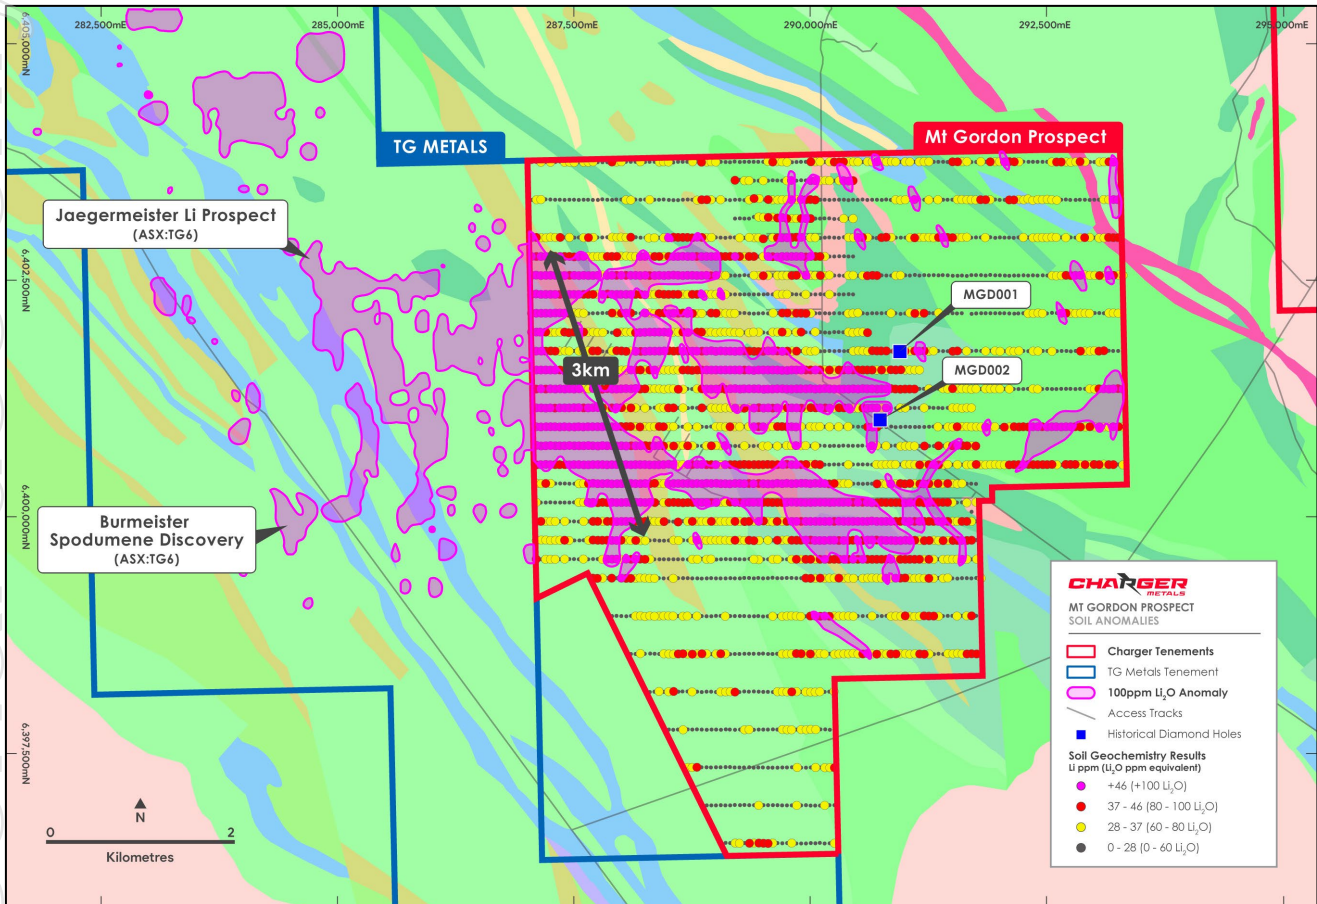 282,500mE
285,000mE
287,500mE
290,000mE
292,500mE
295,000mE
6,405,000mN
TG METALS
Mt Gordon Prospect
Jaegermeister Li Prospect
(ASX:TG6)
6,402,500mN
MGD001
3km
MGD002
6,400,000mN
Burmeister
Spodumene Discovery
(ASX:TG6)
6,397,500mN
N
0 2
Kilometres
CHARGER
METALS
MT GORDON PROSPECT
SOIL ANOMALIES
Charger Tenements
TG Metals Tenement
100ppm Li₂O Anomaly
Access Tracks
Historical Diamond Holes
Soil Geochemistry Results
Li ppm (Li₂O ppm equivalent)
+46 (+100 Li₂O)
37 - 46 (80 - 100 Li₂O)
28 - 37 (60 - 80 Li₂O)
0 - 28 (0 - 60 Li₂O)